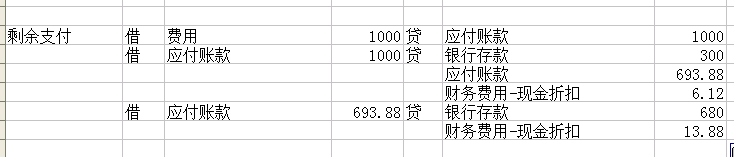 剩余支付 借 费用 1000 贷 应付账款 1000
借 应付账款 1000 贷 银行存款 300
应付账款 693.88
财务费用-现金折扣 6.12
借 应付账款 693.88 贷 银行存款 680
财务费用-现金折扣 13.88